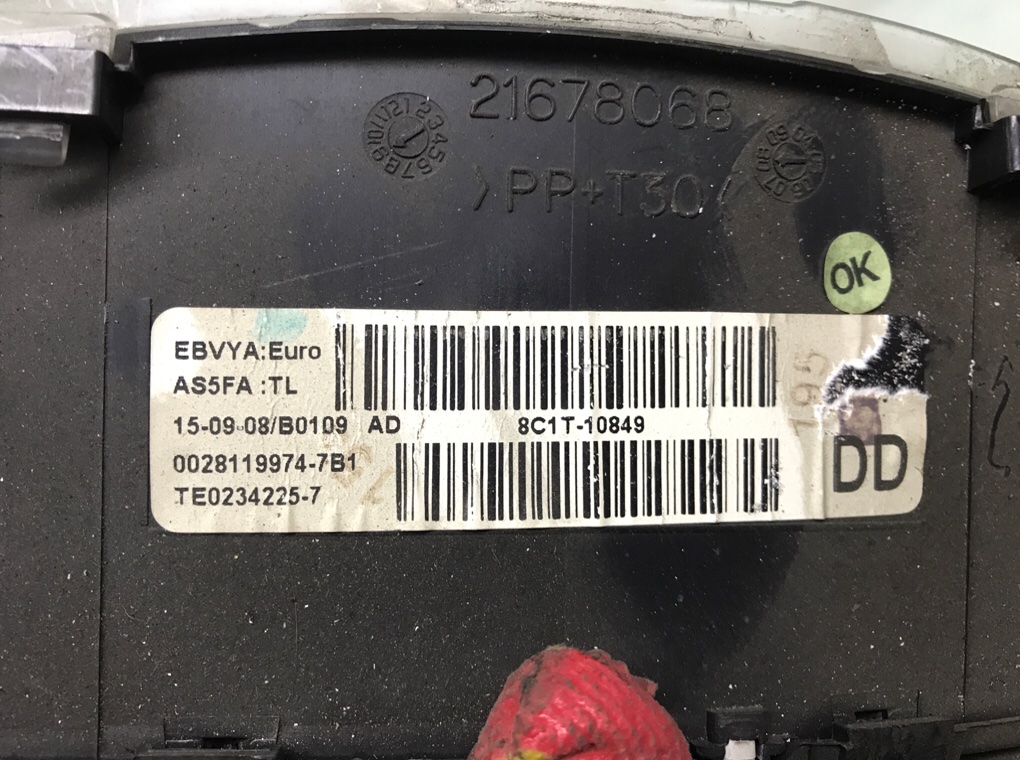 21678068
>PP+T30<
OK
EBVYA:Euro
AS5FA :TL
15-09-08/B0109 AD 8C1T-10849
0028119974-7B1
TE0234225-7
DD